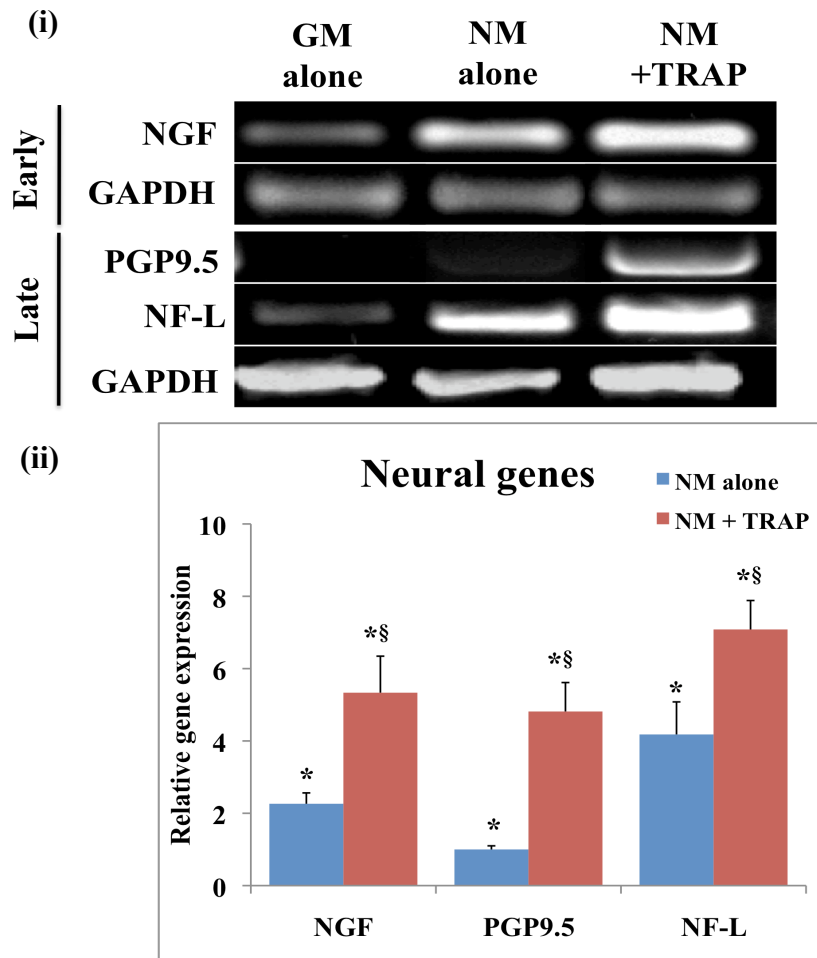 (i)
GM alone
NM alone
NM +TRAP
Early
NGF
GAPDH
Late
PGP9.5
NF-L
GAPDH
(ii)
Neural genes
NM alone
NM + TRAP
Relative gene expression
10
8
6
4
2
0
*
*§
*
*§
*
*§
NGF
PGP9.5
NF-L